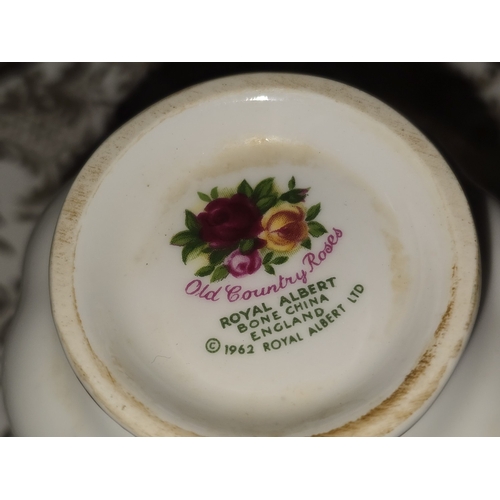 Old Country Roses
ROYAL ALBERT
BONE CHINA
ENGLAND
© 1962 ROYAL ALBERT LTD